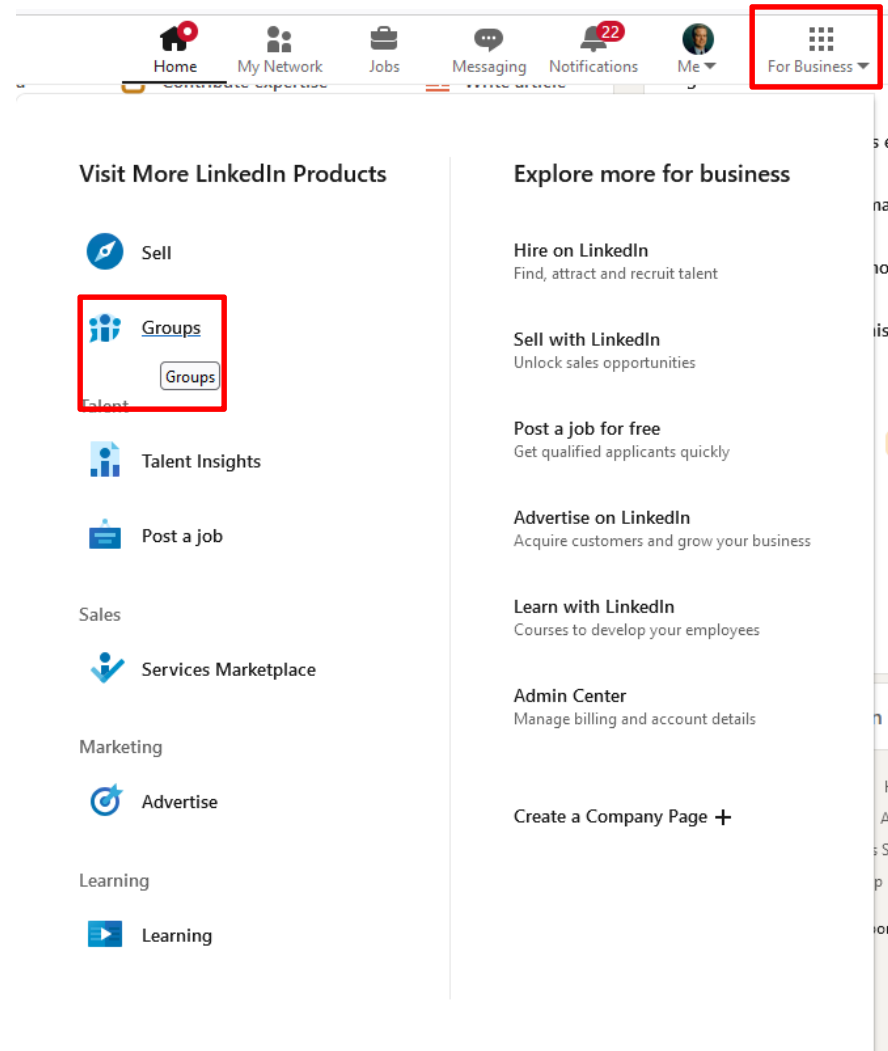 22
Home
My Network
Jobs
Messaging
Notifications
Me
For Business
Contribute expertise
Write article
Visit More LinkedIn Products
Sell
Groups
Groups
Talent
Talent Insights
Post a job
Sales
Services Marketplace
Marketing
Advertise
Learning
Learning
Explore more for business
Hire on LinkedIn
Find, attract and recruit talent
Sell with LinkedIn
Unlock sales opportunities
Post a job for free
Get qualified applicants quickly
Advertise on LinkedIn
Acquire customers and grow your business
Learn with LinkedIn
Courses to develop your employees
Admin Center
Manage billing and account details
Create a Company Page +